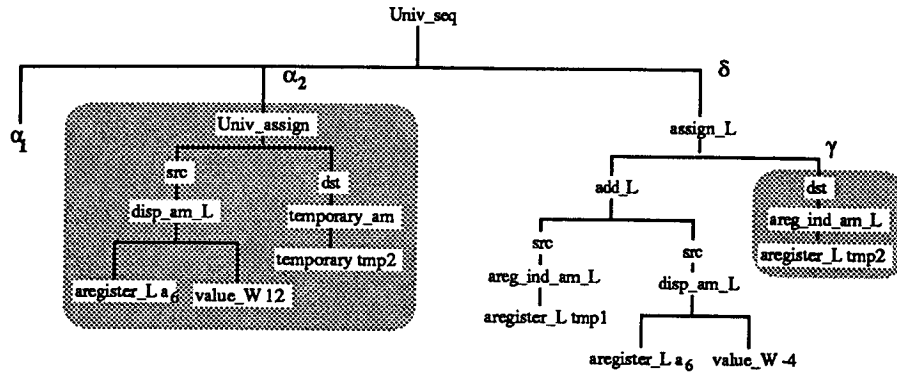 Univ_seq
α₂
δ
α₁
Univ_assign
assign_L
γ
src
dst
add_L
dst
disp_am_L
temporary_am
areg_ind_am_L
temporary tmp2
src
src
aregister_L tmp2
aregister_L a₆
value_W 12
areg_ind_am_L
disp_am_L
aregister_L tmp1
aregister_L a₆
value_W -4